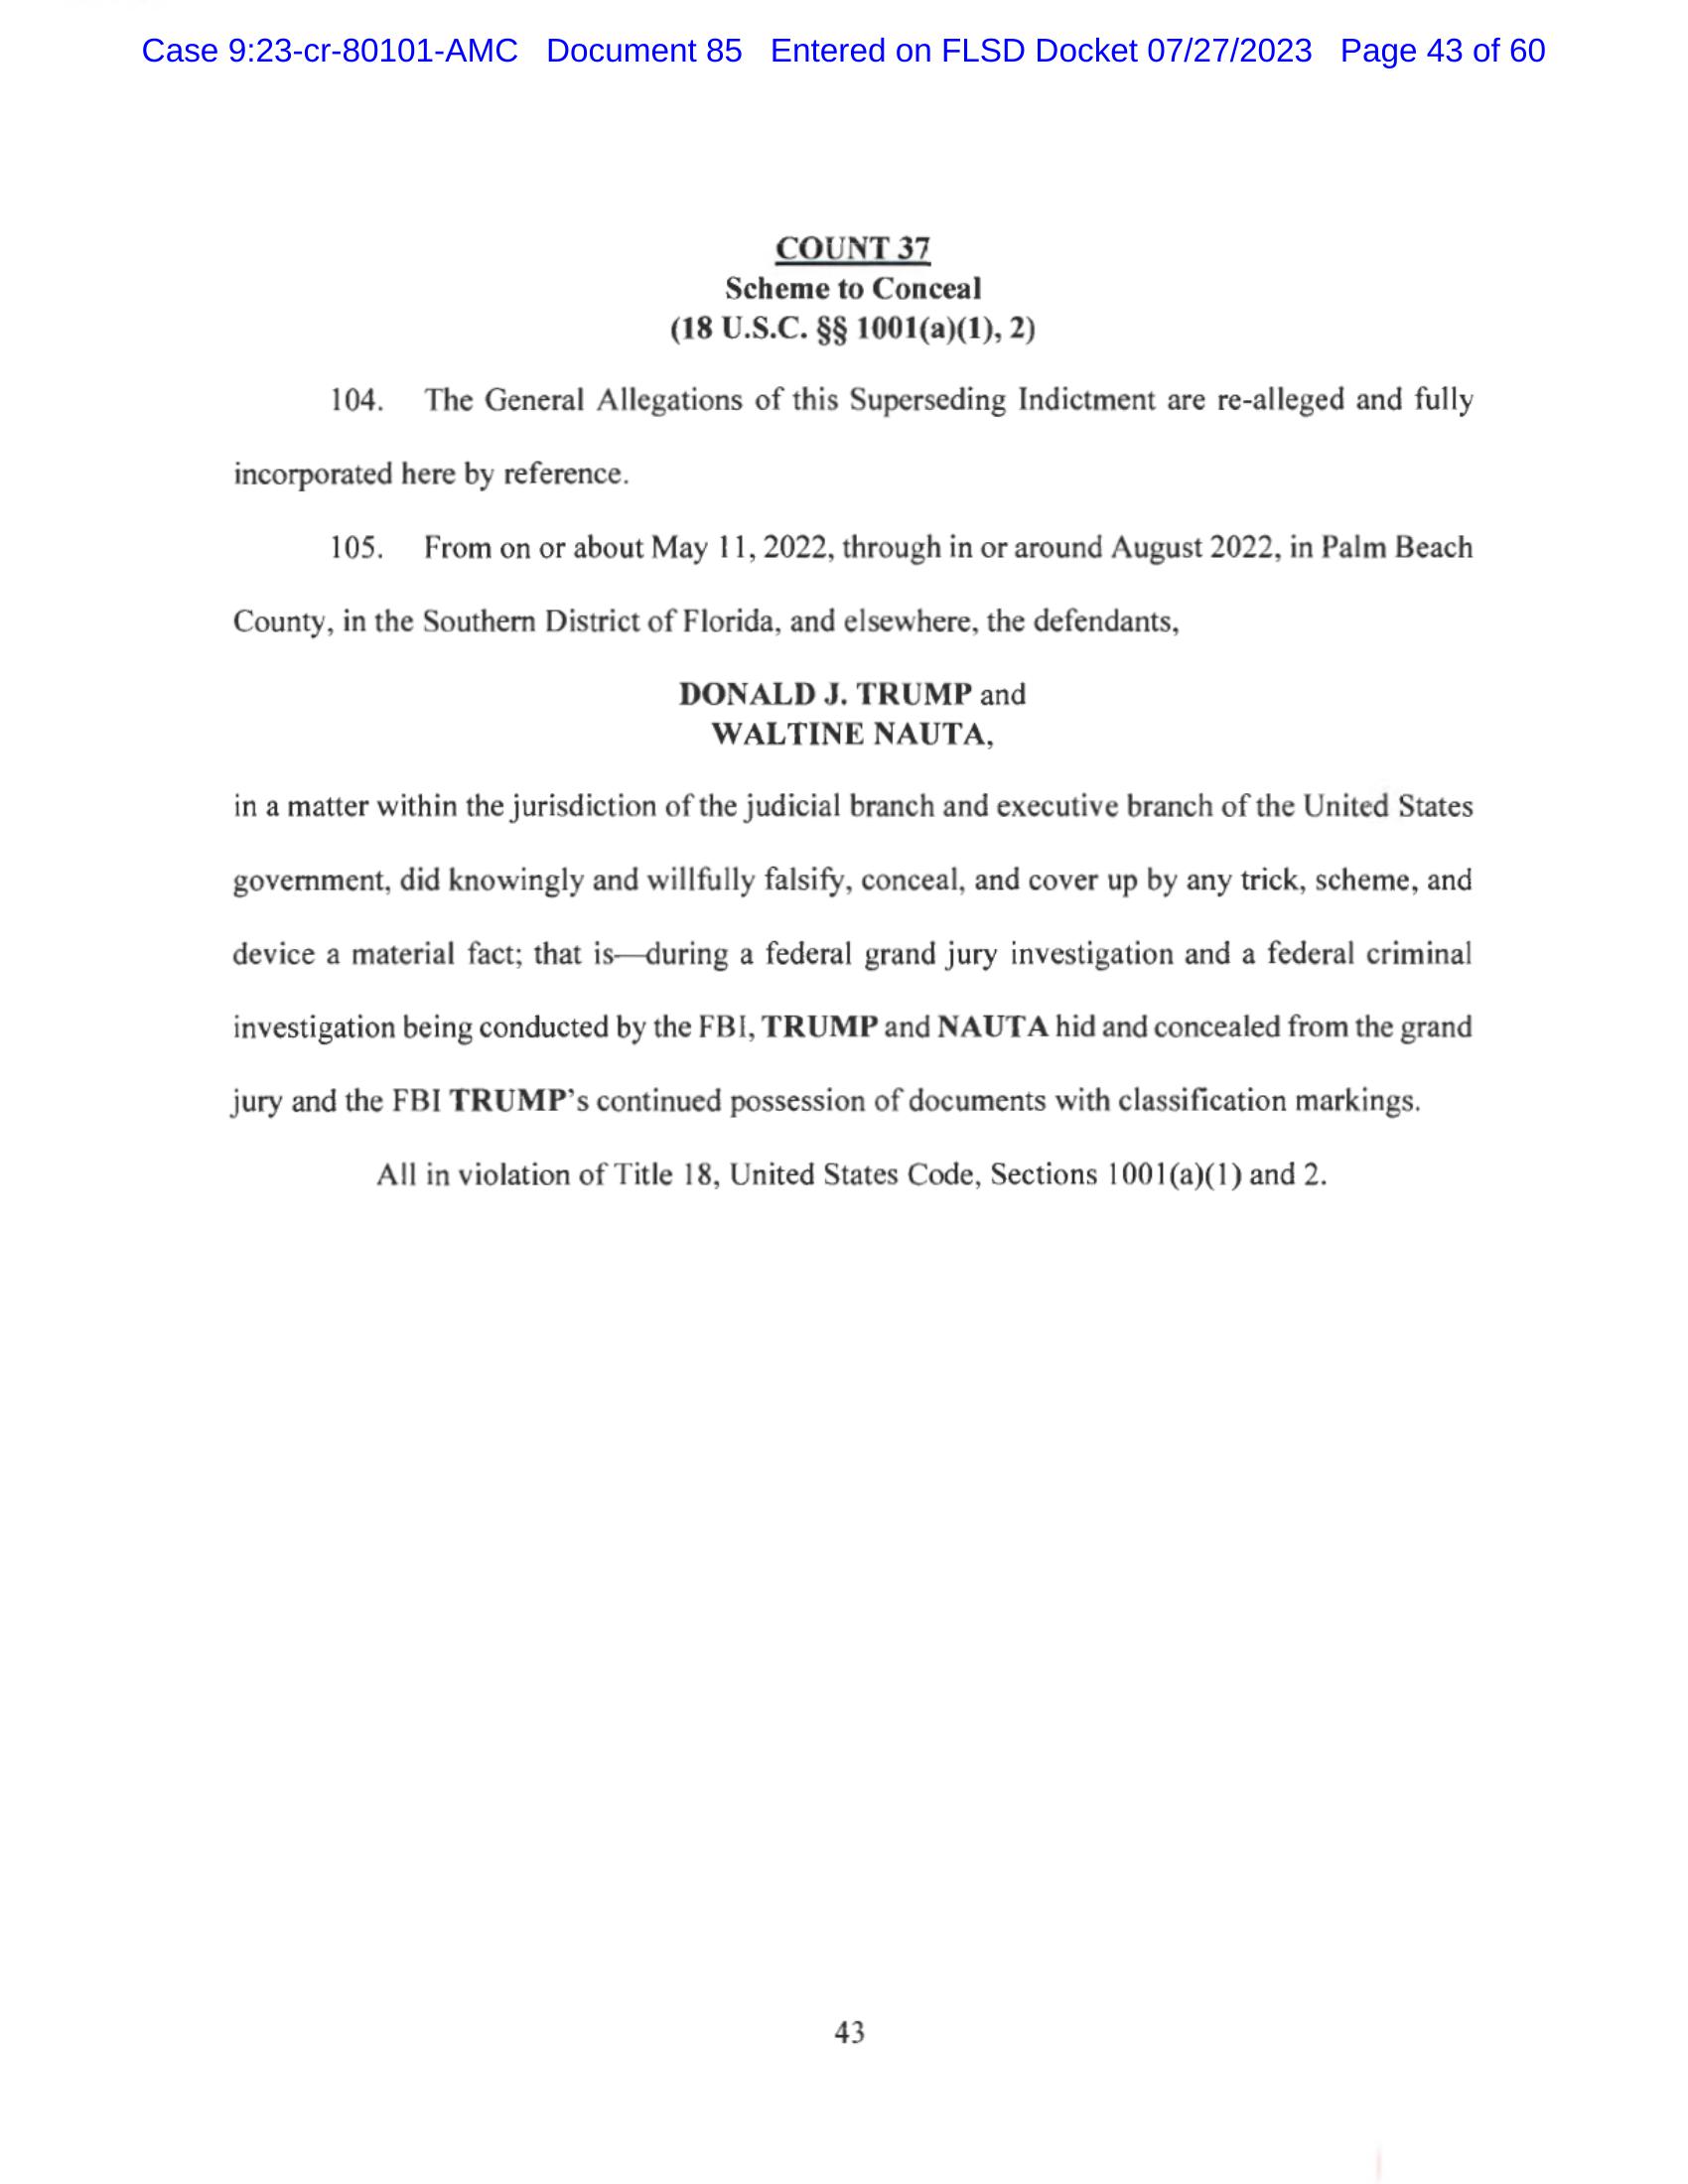 Case 9:23-cr-80101-AMC Document 85 Entered on FLSD Docket 07/27/2023 Page 43 of 60
COUNT 37
Scheme to Conceal
(18 U.S.C. §§ 1001(a)(1), 2)
104. The General Allegations of this Superseding Indictment are re-alleged and fully
incorporated here by reference.
105. From on or about May 11, 2022, through in or around August 2022, in Palm Beach
County, in the Southern District of Florida, and elsewhere, the defendants,
DONALD J. TRUMP and
WALTINE NAUTA,
in a matter within the jurisdiction of the judicial branch and executive branch of the United States
government, did knowingly and willfully falsify, conceal, and cover up by any trick, scheme, and
device a material fact; that is—during a federal grand jury investigation and a federal criminal
investigation being conducted by the FBI, TRUMP and NAUTA hid and concealed from the grand
jury and the FBI TRUMP's continued possession of documents with classification markings.
All in violation of Title 18, United States Code, Sections 1001(a)(1) and 2.
43